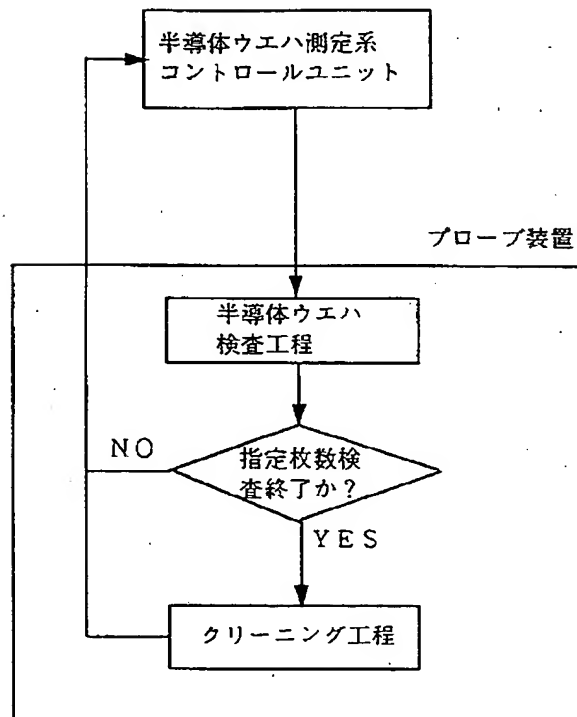 半導体ウエハ測定系
コントロールユニット
プローブ装置
半導体ウエハ
検査工程
指定枚数検
査終了か？
NO
YES
クリーニング工程